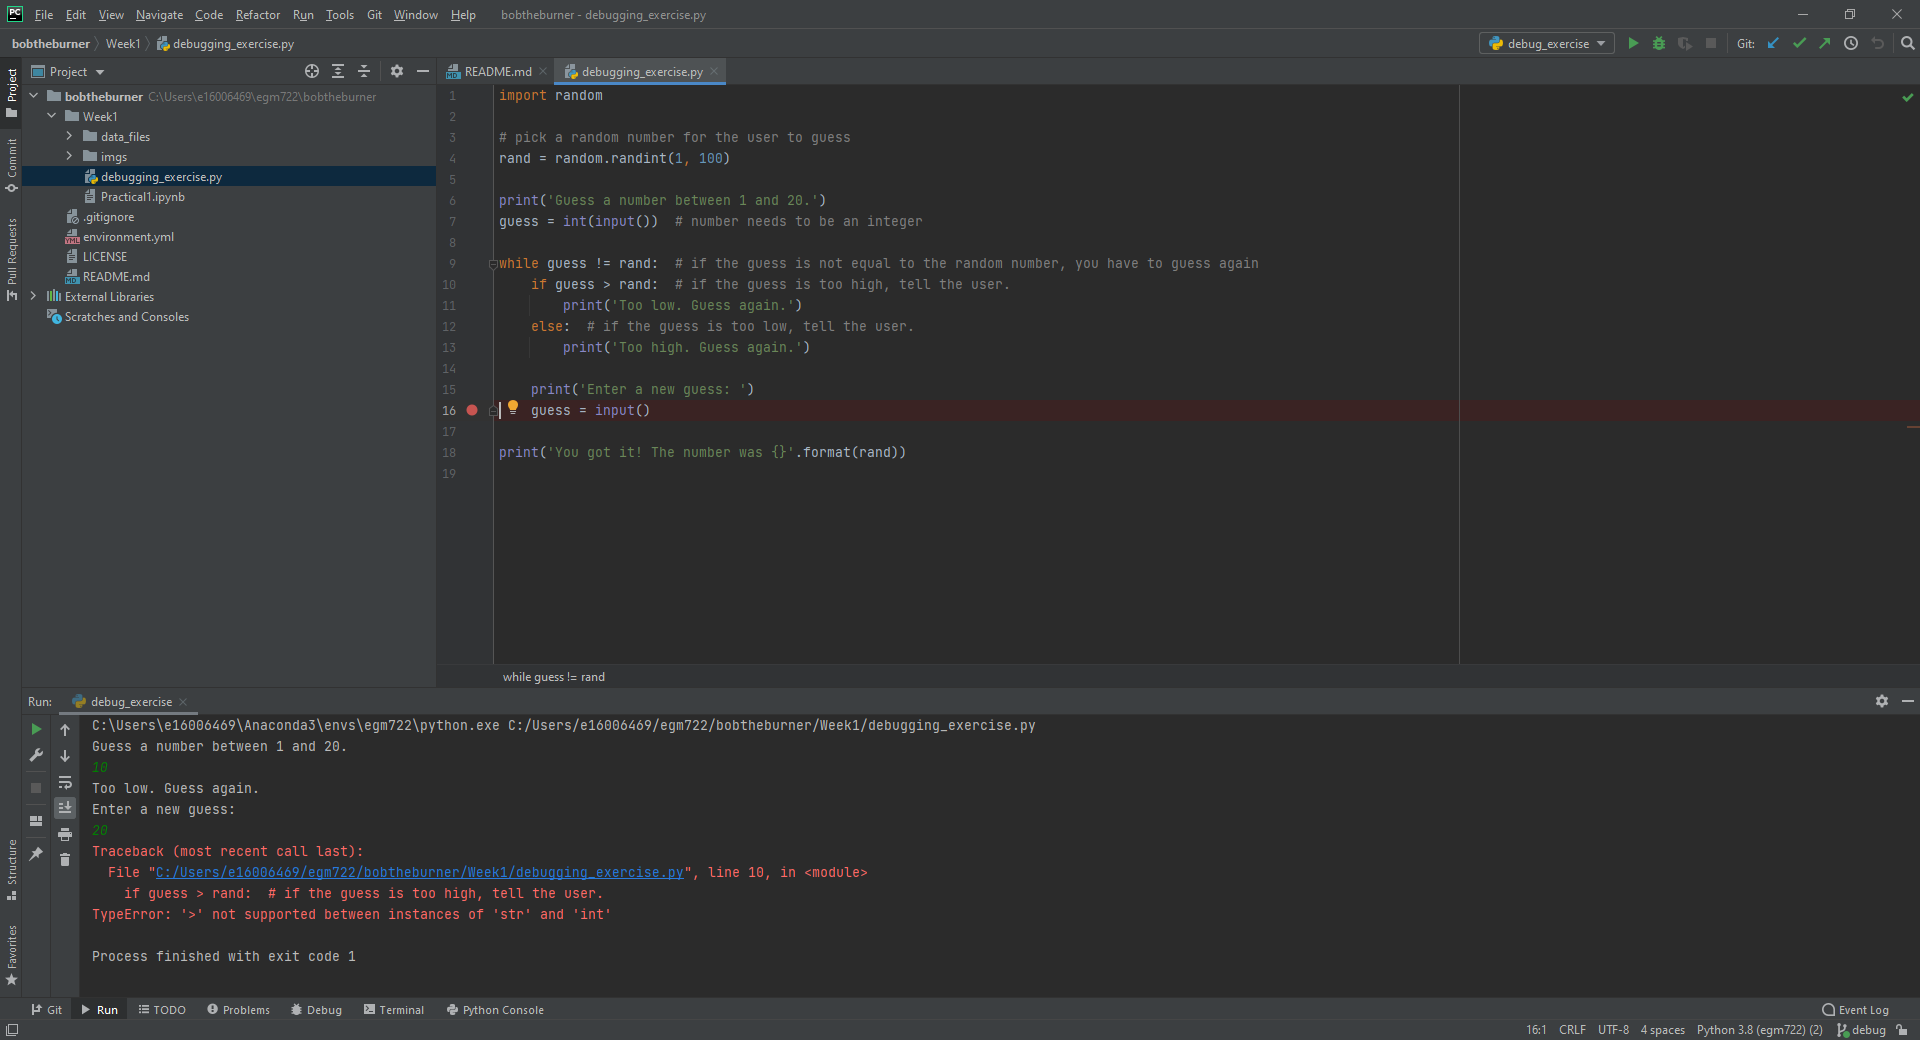 PC File Edit View Navigate Code Refactor Run Tools Git Window Help bobtheburner - debugging_exercise.py
bobtheburner Week1 debugging_exercise.py debug_exercise Git:
Project README.md debugging_exercise.py
Project
Commit
Pull Requests
bobtheburner C:\Users\e16006469\egm722\bobtheburner
Week1
data_files
imgs
debugging_exercise.py
Practical1.ipynb
.gitignore
environment.yml
LICENSE
README.md
External Libraries
Scratches and Consoles
1 import random
2
3 # pick a random number for the user to guess
4 rand = random.randint(1, 100)
5
6 print('Guess a number between 1 and 20.')
7 guess = int(input())  # number needs to be an integer
8
9 while guess != rand:  # if the guess is not equal to the random number, you have to guess again
10     if guess > rand:  # if the guess is too high, tell the user.
11         print('Too low. Guess again.')
12     else:  # if the guess is too low, tell the user.
13         print('Too high. Guess again.')
14
15     print('Enter a new guess: ')
16     guess = input()
17
18 print('You got it! The number was {}'.format(rand))
19
while guess != rand
Run: debug_exercise
C:\Users\e16006469\Anaconda3\envs\egm722\python.exe C:/Users/e16006469/egm722/bobtheburner/Week1/debugging_exercise.py
Guess a number between 1 and 20.
10
Too low. Guess again.
Enter a new guess:
20
Traceback (most recent call last):
  File "C:/Users/e16006469/egm722/bobtheburner/Week1/debugging_exercise.py", line 10, in <module>
    if guess > rand:  # if the guess is too high, tell the user.
TypeError: '>' not supported between instances of 'str' and 'int'
Process finished with exit code 1
Structure
Favorites
Git Run TODO Problems Debug Terminal Python Console Event Log
16:1 CRLF UTF-8 4 spaces Python 3.8 (egm722) (2) debug